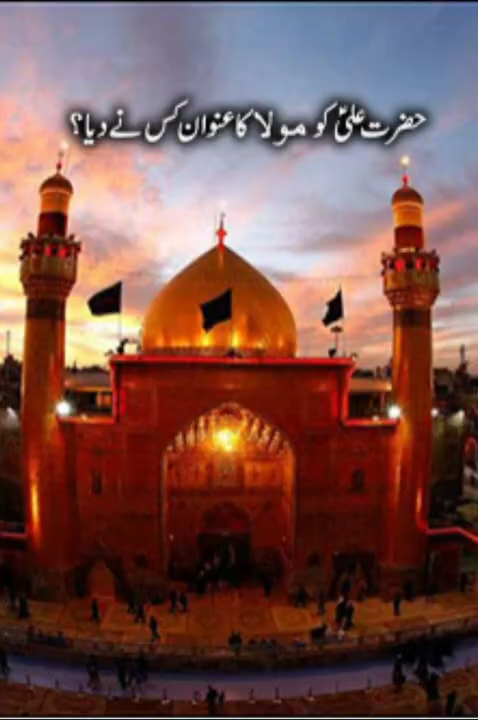 حضرت علیؑ کو مولا کا عنوان کس نے دیا؟